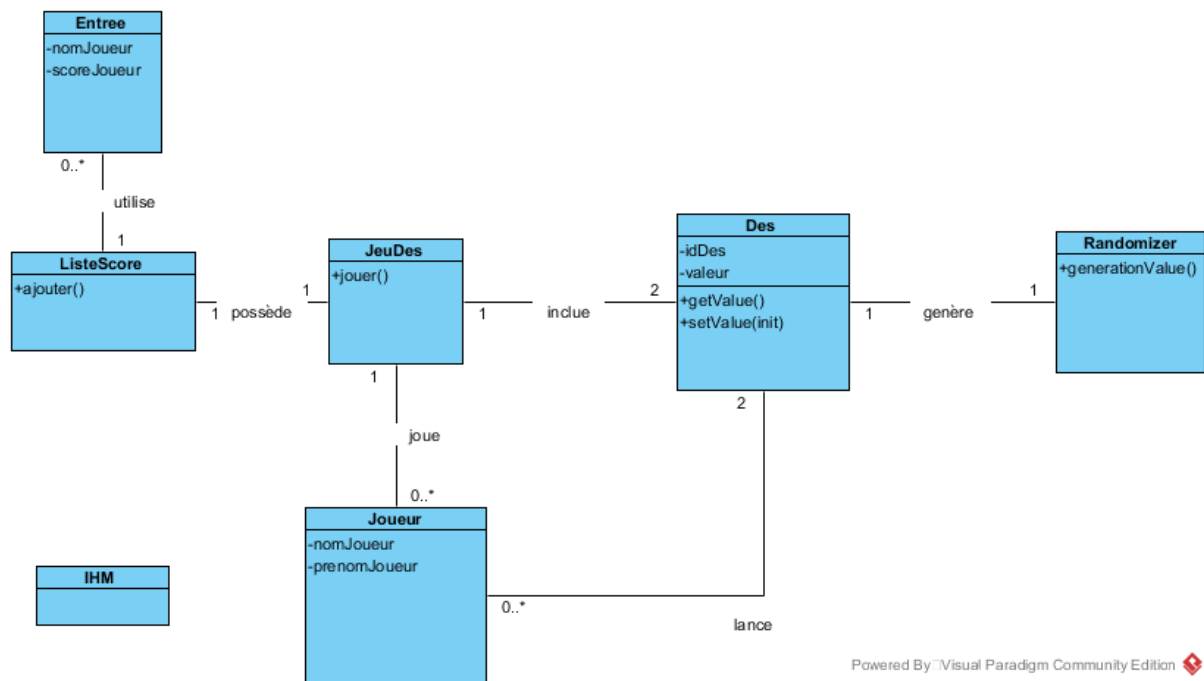 Entree
-nomJoueur
-scoreJoueur
0..*
utilise
1
ListeScore
+ajouter()
1
possède
1
JeuDes
+jouer()
1
inclue
2
Des
-idDes
-valeur
+getValue()
+setValue(init)
1
genère
1
Randomizer
+generationValue()
1
joue
0..*
Joueur
-nomJoueur
-prenomJoueur
2
0..*
lance
IHM
Powered By Visual Paradigm Community Edition